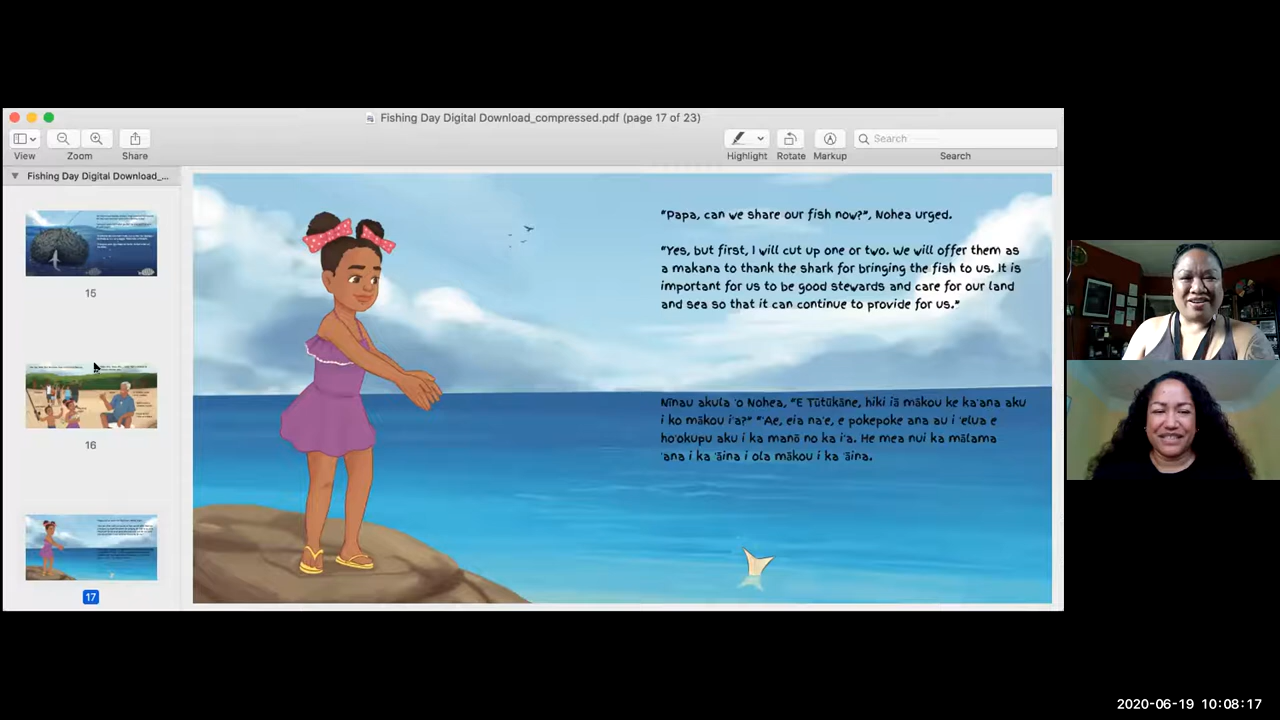 Fishing Day Digital Download_compressed.pdf (page 17 of 23)
View
Zoom
Share
Highlight
Rotate
Markup
Search
Search
Fishing Day Digital Download_...
15
16
17
"Papa, can we share our fish now?", Nohea urged.
"Yes, but first, I will cut up one or two. We will offer them as
a makana to thank the shark for bringing the fish to us. It is
important for us to be good stewards and care for our land
and sea so that it can continue to provide for us."
Nīnau akula ʻo Nohea, "E Tūtūkāne, hiki iā mākou ke kaʻana aku
i ko mākou iʻa?" "ʻAe, eia naʻe, e pokepoke ana au i ʻelua e
hoʻokupu aku i ka manō no ka iʻa. He mea nui ka mālama
ʻana i ka ʻāina i ola mākou i ka ʻāina.
2020-06-19 10:08:17